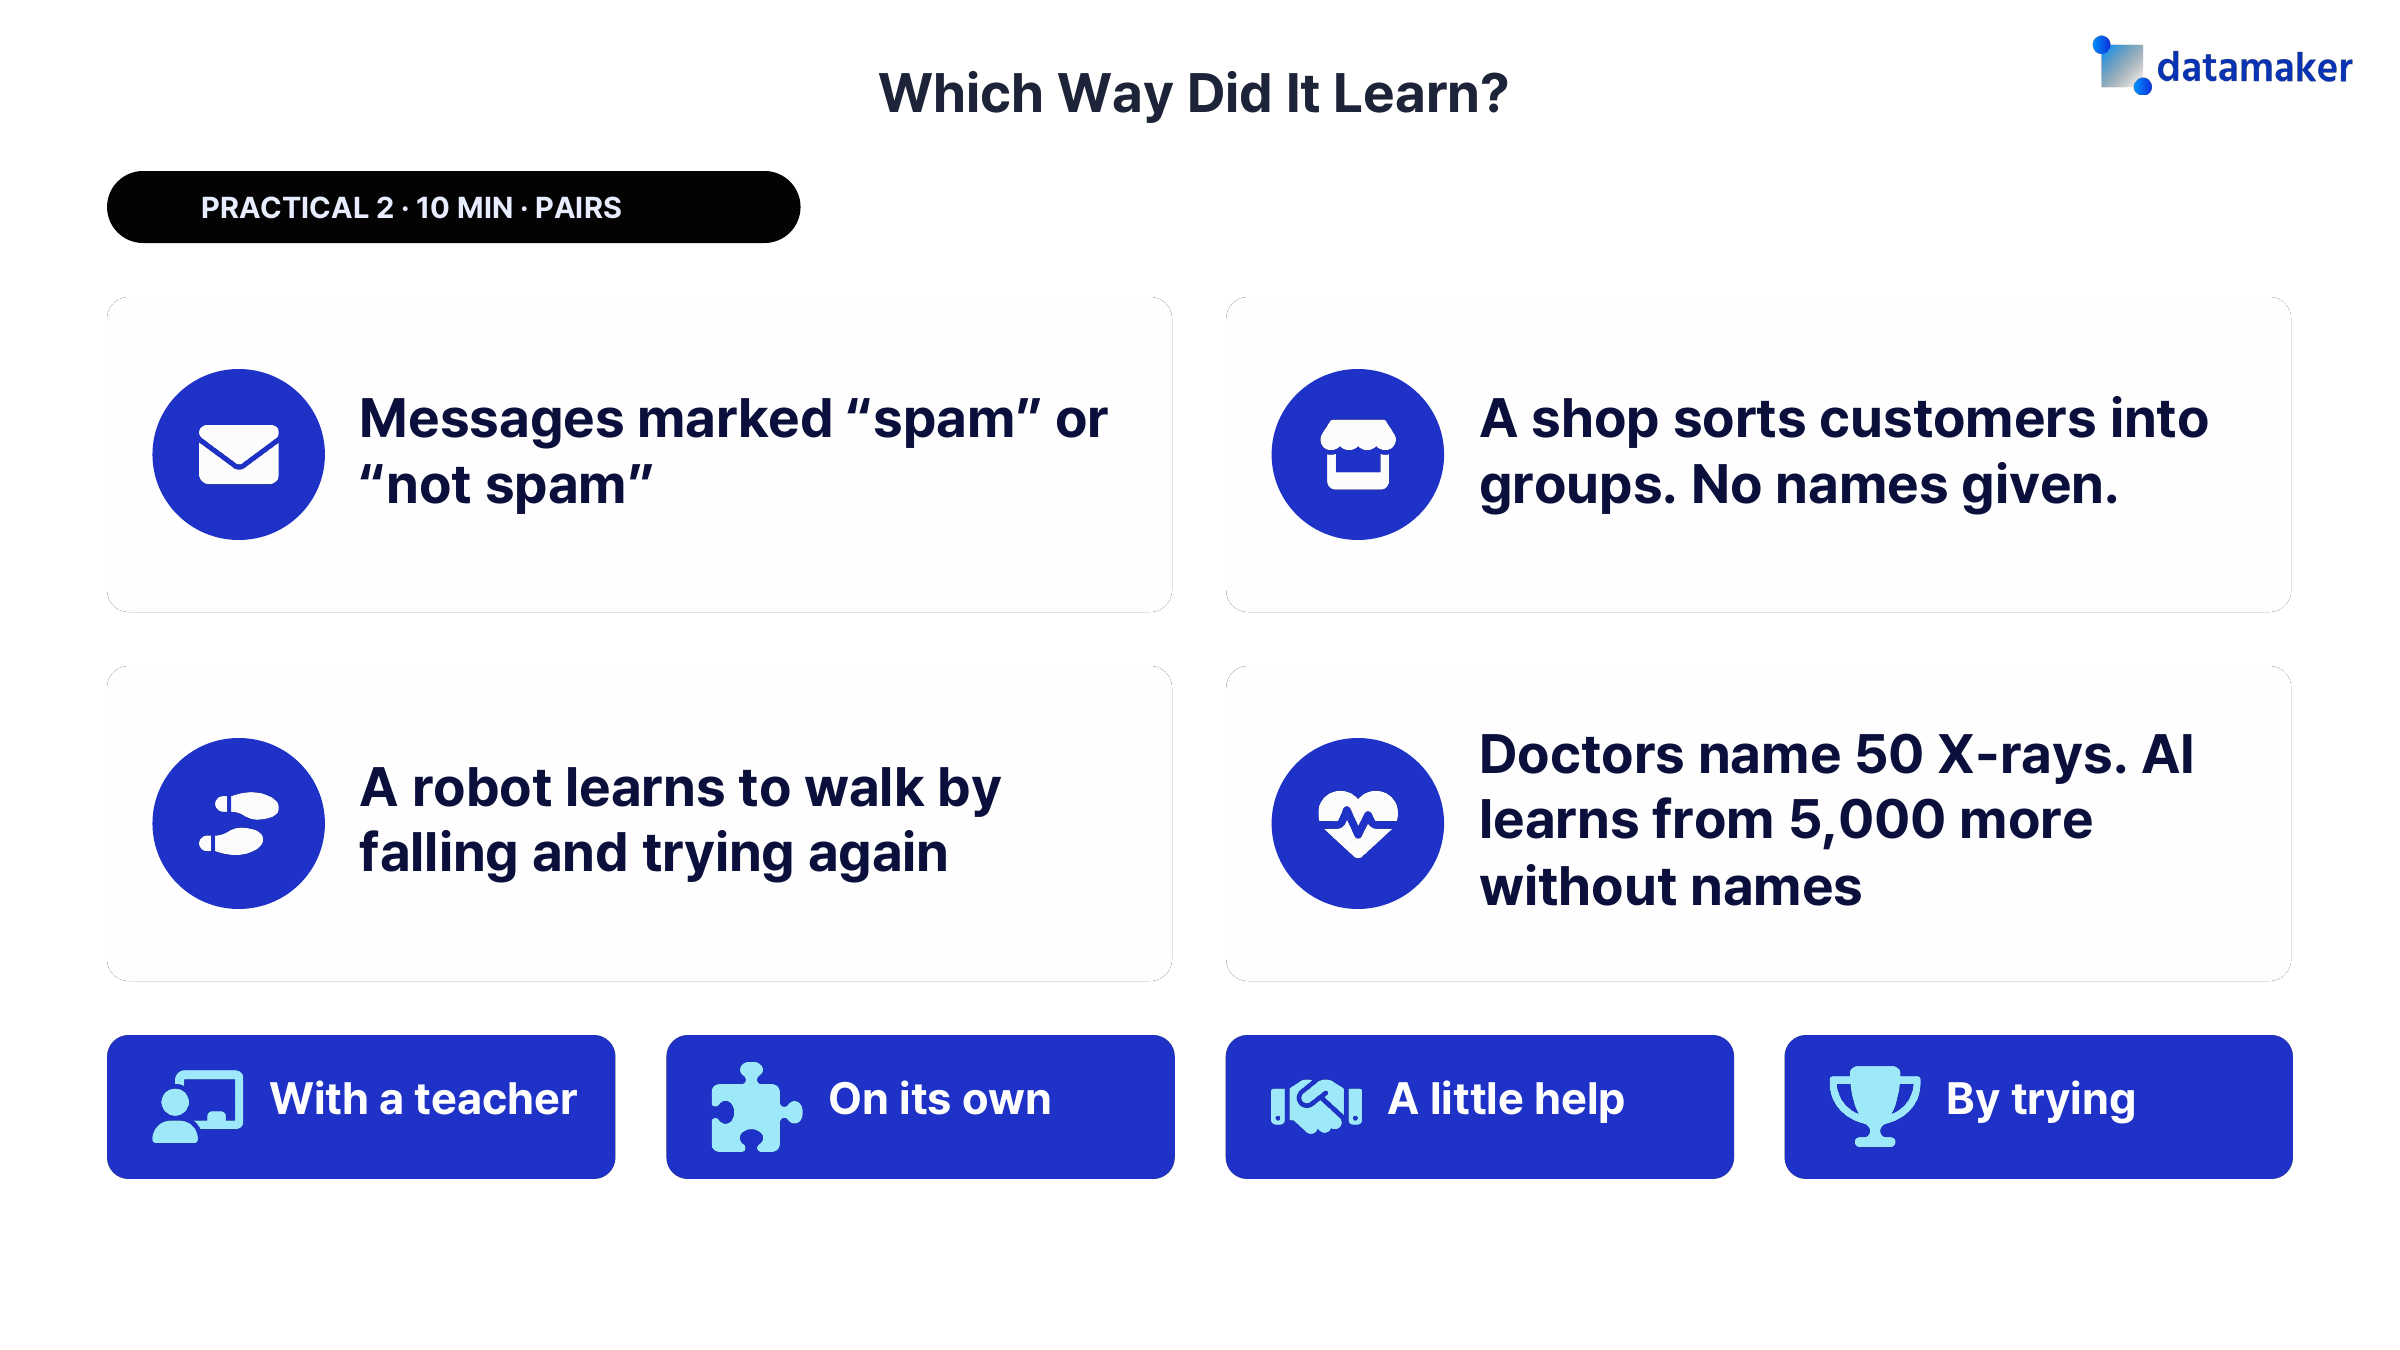 datamaker
Which Way Did It Learn?
PRACTICAL 2 · 10 MIN · PAIRS
Messages marked “spam” or
“not spam”
A shop sorts customers into
groups. No names given.
A robot learns to walk by
falling and trying again
Doctors name 50 X-rays. AI
learns from 5,000 more
without names
With a teacher
On its own
A little help
By trying